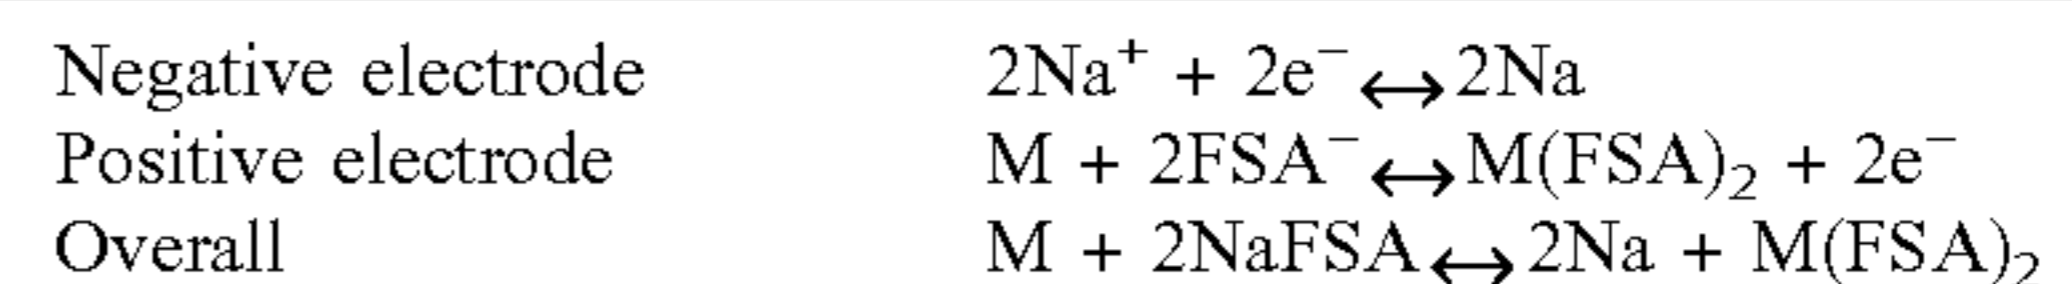 Negative electrode 2Na⁺ + 2e⁻ ↔ 2Na
Positive electrode M + 2FSA⁻ ↔ M(FSA)₂ + 2e⁻
Overall M + 2NaFSA ↔ 2Na + M(FSA)₂